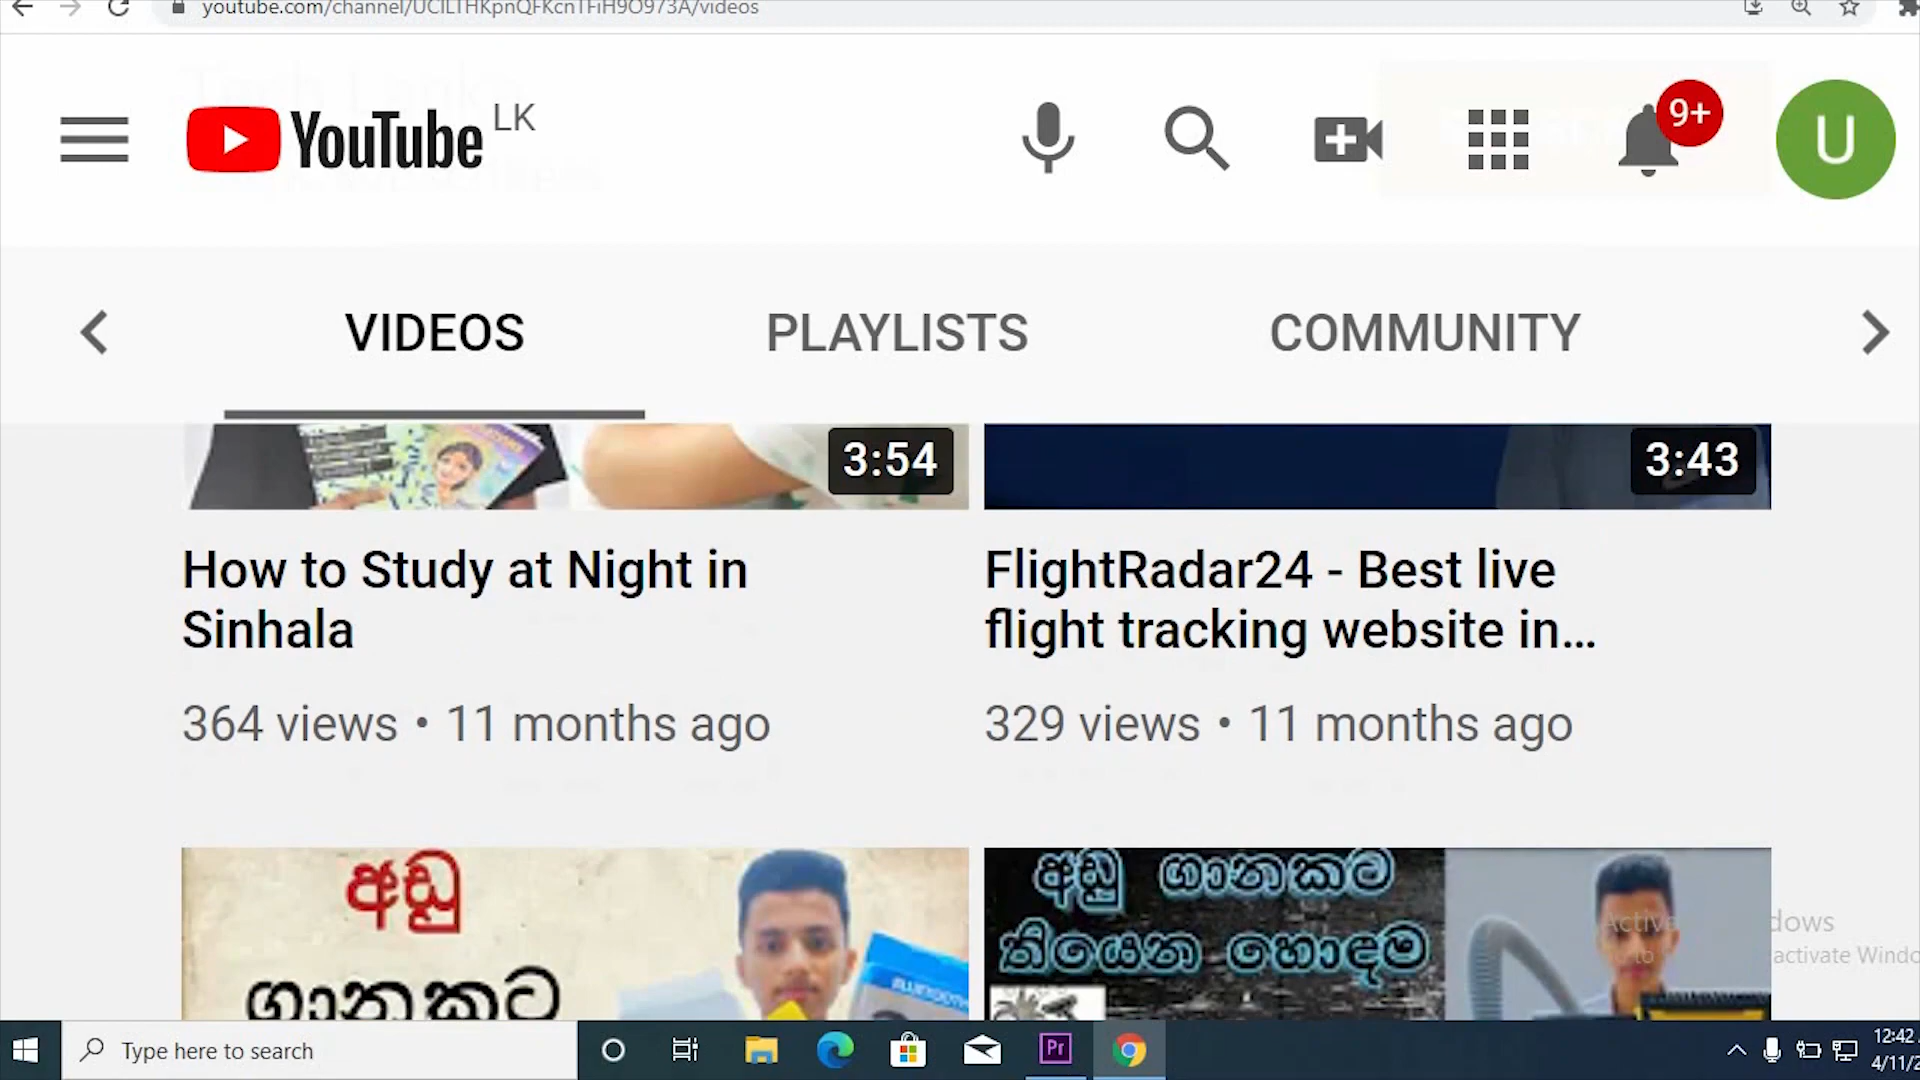 youtube.com/channel/UCILTHKpnQFKcnTFiH9O973A/videos
YouTube LK
9+
U
VIDEOS
PLAYLISTS
COMMUNITY
3:54
3:43
How to Study at Night in
Sinhala
364 views • 11 months ago
FlightRadar24 - Best live
flight tracking website in...
329 views • 11 months ago
අඩු
ගානකට
අඩු ගානකට
තියෙන හොඳම
Type here to search
Pr
12:42